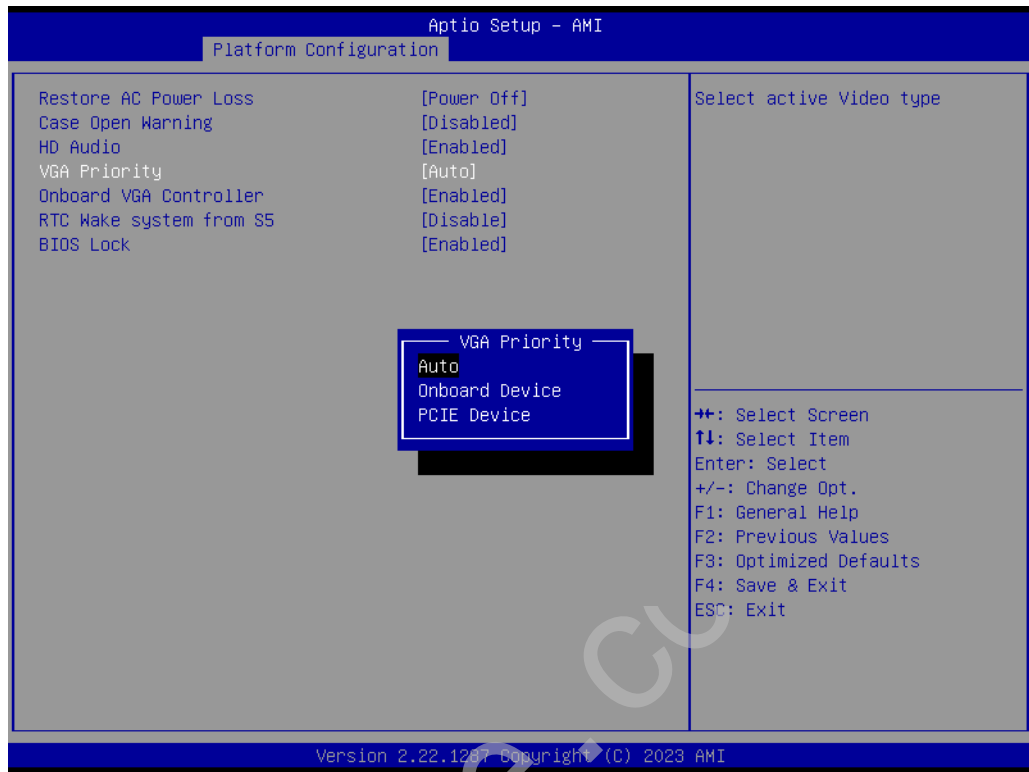 Aptio Setup – AMI
Platform Configuration
Restore AC Power Loss [Power Off]
Case Open Warning [Disabled]
HD Audio [Enabled]
VGA Priority [Auto]
Onboard VGA Controller [Enabled]
RTC Wake system from S5 [Disable]
BIOS Lock [Enabled]
Select active Video type
VGA Priority
Auto
Onboard Device
PCIE Device
→←: Select Screen
↑↓: Select Item
Enter: Select
+/-: Change Opt.
F1: General Help
F2: Previous Values
F3: Optimized Defaults
F4: Save & Exit
ESC: Exit
Version 2.22.1287 Copyright (C) 2023 AMI